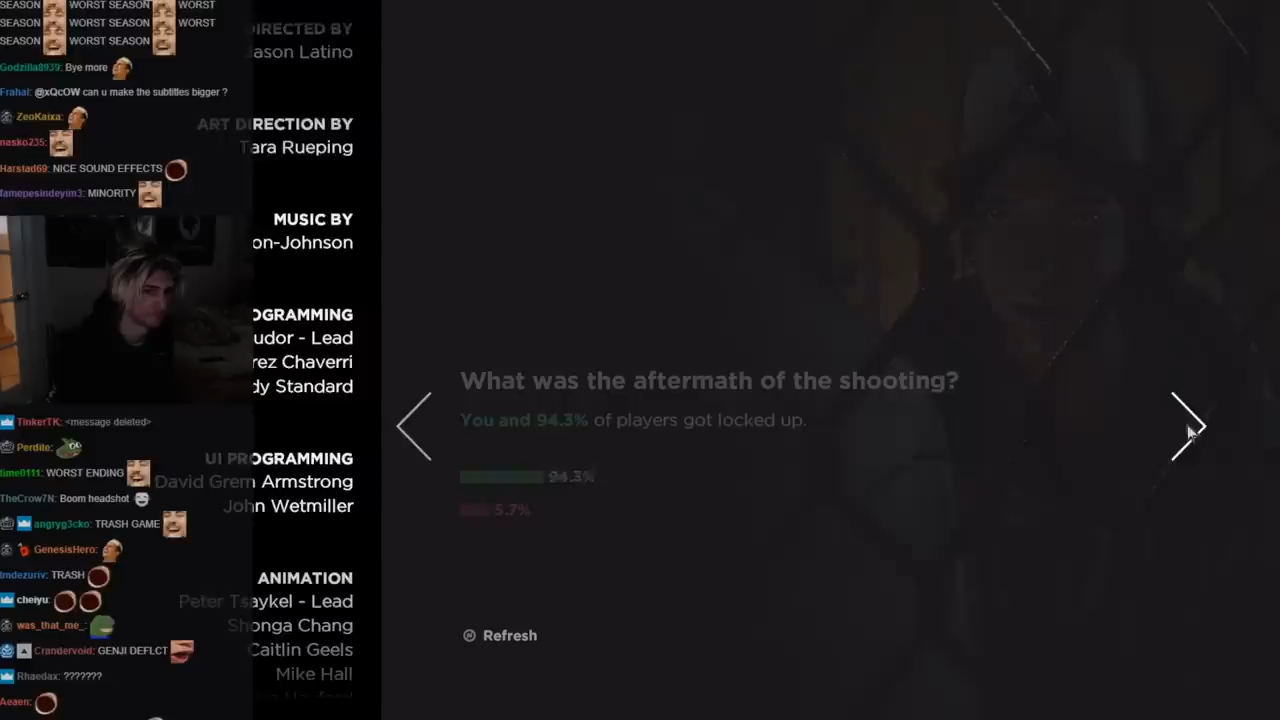 SEASON WORST SEASON WORST
SEASON WORST SEASON WORST
SEASON WORST SEASON
Godzilla8939: Bye more
Frahal: @xQcOW can u make the subtitles bigger ?
ZeoKaixa:
nasko235:
Harstad69: NICE SOUND EFFECTS
famepesindeyim3: MINORITY
TinkerTK: <message deleted>
Perdite:
time0111: WORST ENDING
TheCrow7N: Boom headshot
angryg3cko: TRASH GAME
GenesisHero:
Imdezuriv: TRASH
cheiyu:
was_that_me_:
Crandervoid: GENJI DEFLCT
Rhaedax: ???????
Aeaen:
DIRECTED BY
Jason Latino
ART DIRECTION BY
Tara Rueping
MUSIC BY
on-Johnson
OGRAMMING
udor - Lead
rez Chaverri
dy Standard
UI PROGRAMMING
David Grem Armstrong
John Wetmiller
ANIMATION
Peter Tsaykel - Lead
Shonga Chang
Caitlin Geels
Mike Hall
What was the aftermath of the shooting?
You and 94.3% of players got locked up.
94.3%
5.7%
Refresh